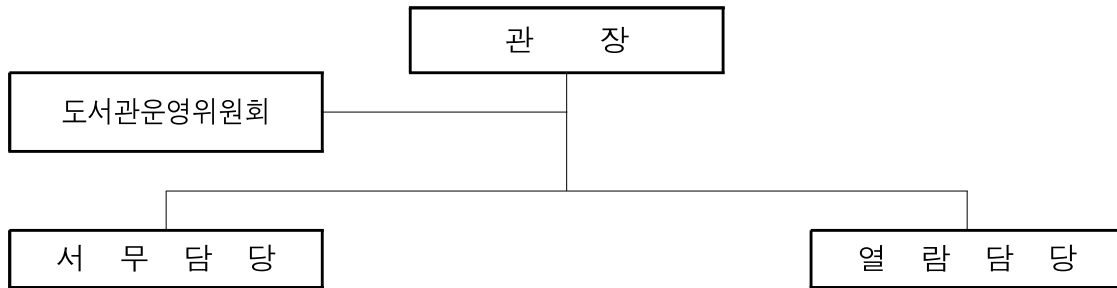 관 장
도서관운영위원회
서 무 담 당
열 람 담 당